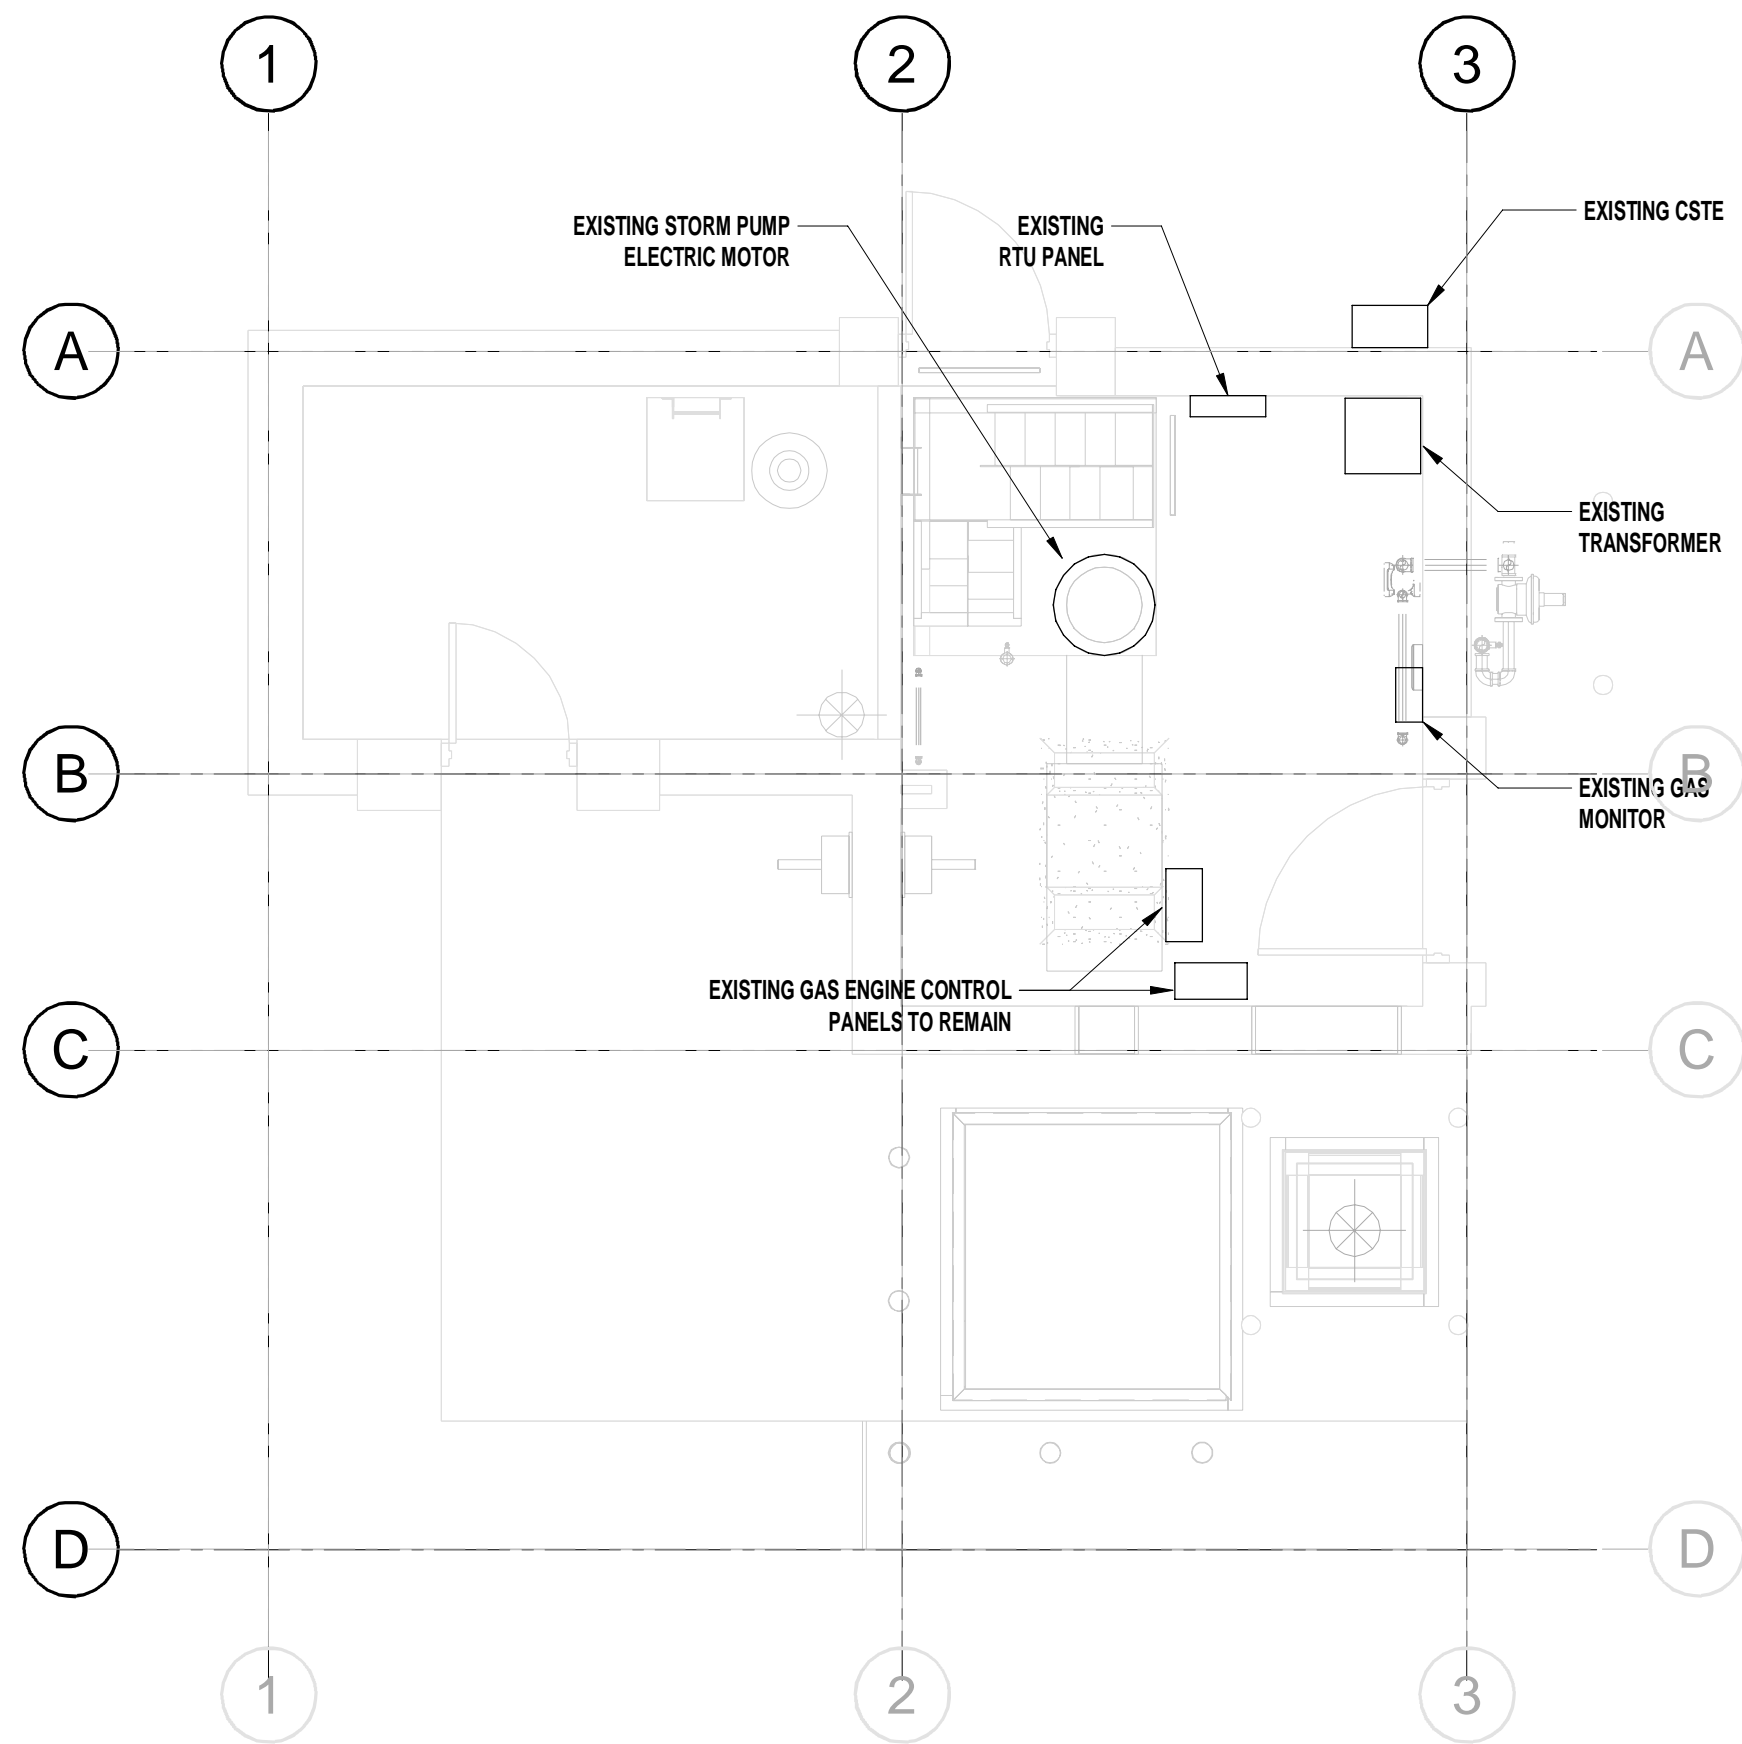 1
2
3
EXISTING STORM PUMP
ELECTRIC MOTOR
EXISTING
RTU PANEL
EXISTING CSTE
A
A
EXISTING
TRANSFORMER
B
B
EXISTING GAS
MONITOR
EXISTING GAS ENGINE CONTROL
PANELS TO REMAIN
C
C
D
D
1
2
3